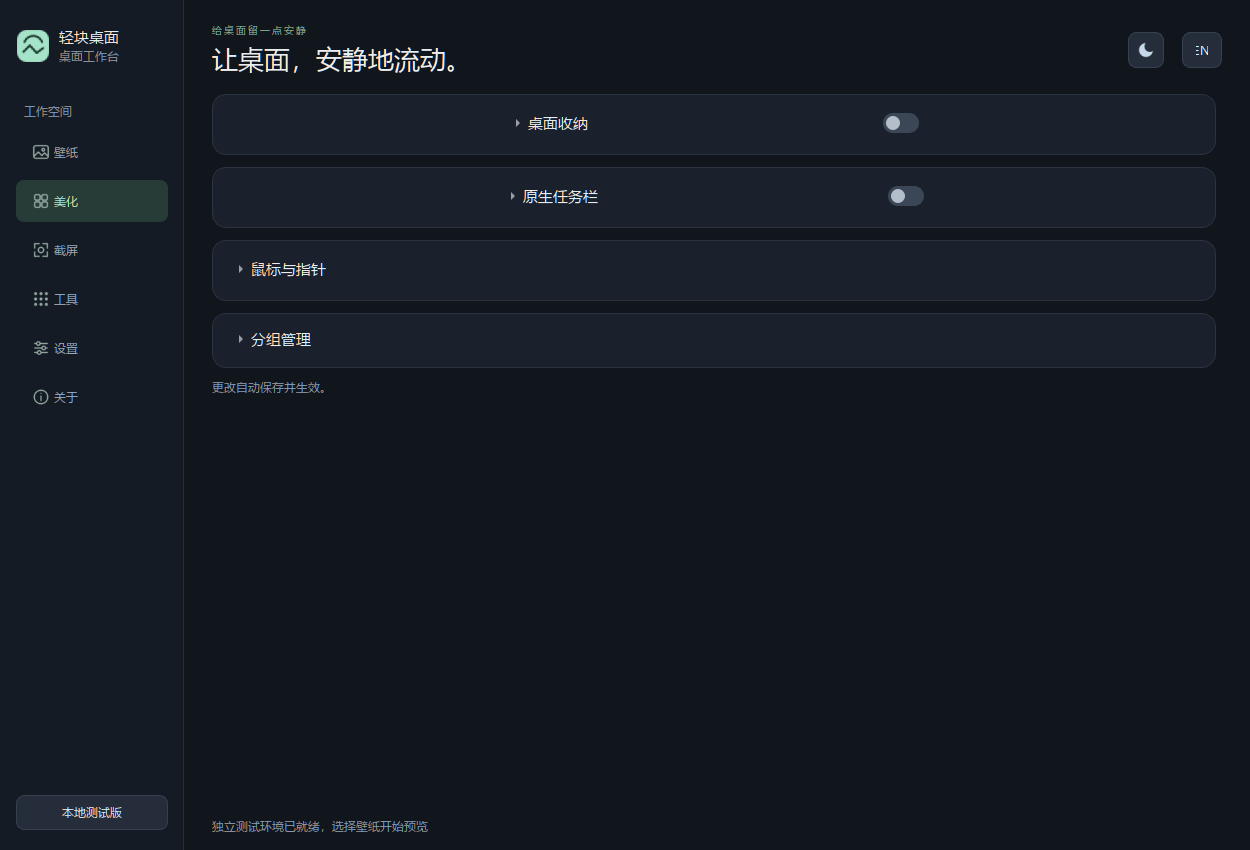 轻块桌面
桌面工作台
工作空间
壁纸
美化
截屏
工具
设置
关于
本地测试版
给桌面留一点安静
让桌面，安静地流动。
EN
桌面收纳
原生任务栏
鼠标与指针
分组管理
更改自动保存并生效。
独立测试环境已就绪，选择壁纸开始预览